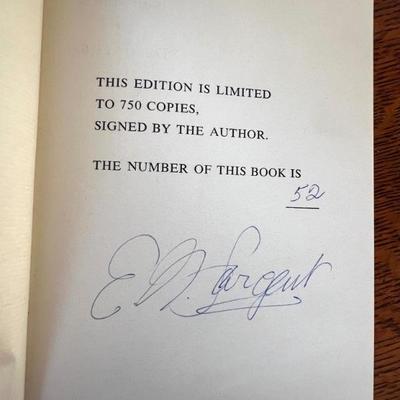 THIS EDITION IS LIMITED
TO 750 COPIES,
SIGNED BY THE AUTHOR.
THE NUMBER OF THIS BOOK IS
52
E.N. Sargent